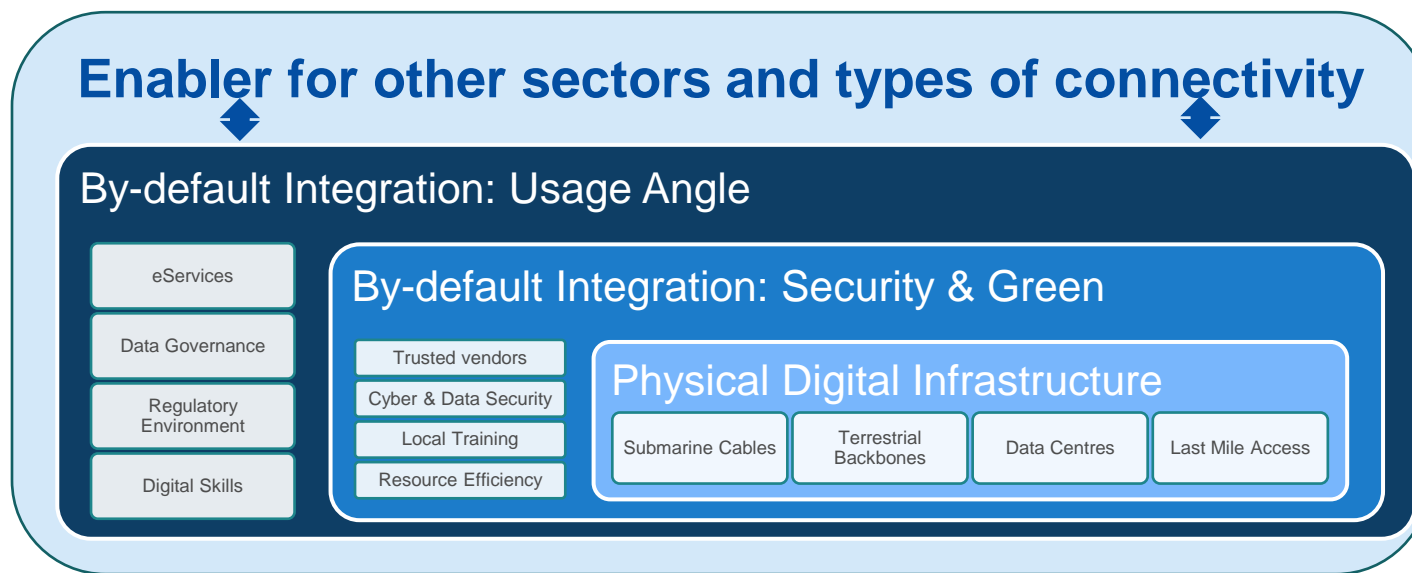 Enabler for other sectors and types of connectivity
By-default Integration: Usage Angle
eServices
Data Governance
Regulatory
Environment
Digital Skills
By-default Integration: Security & Green
Trusted vendors
Cyber & Data Security
Local Training
Resource Efficiency
Physical Digital Infrastructure
Submarine Cables
Terrestrial
Backbones
Data Centres
Last Mile Access